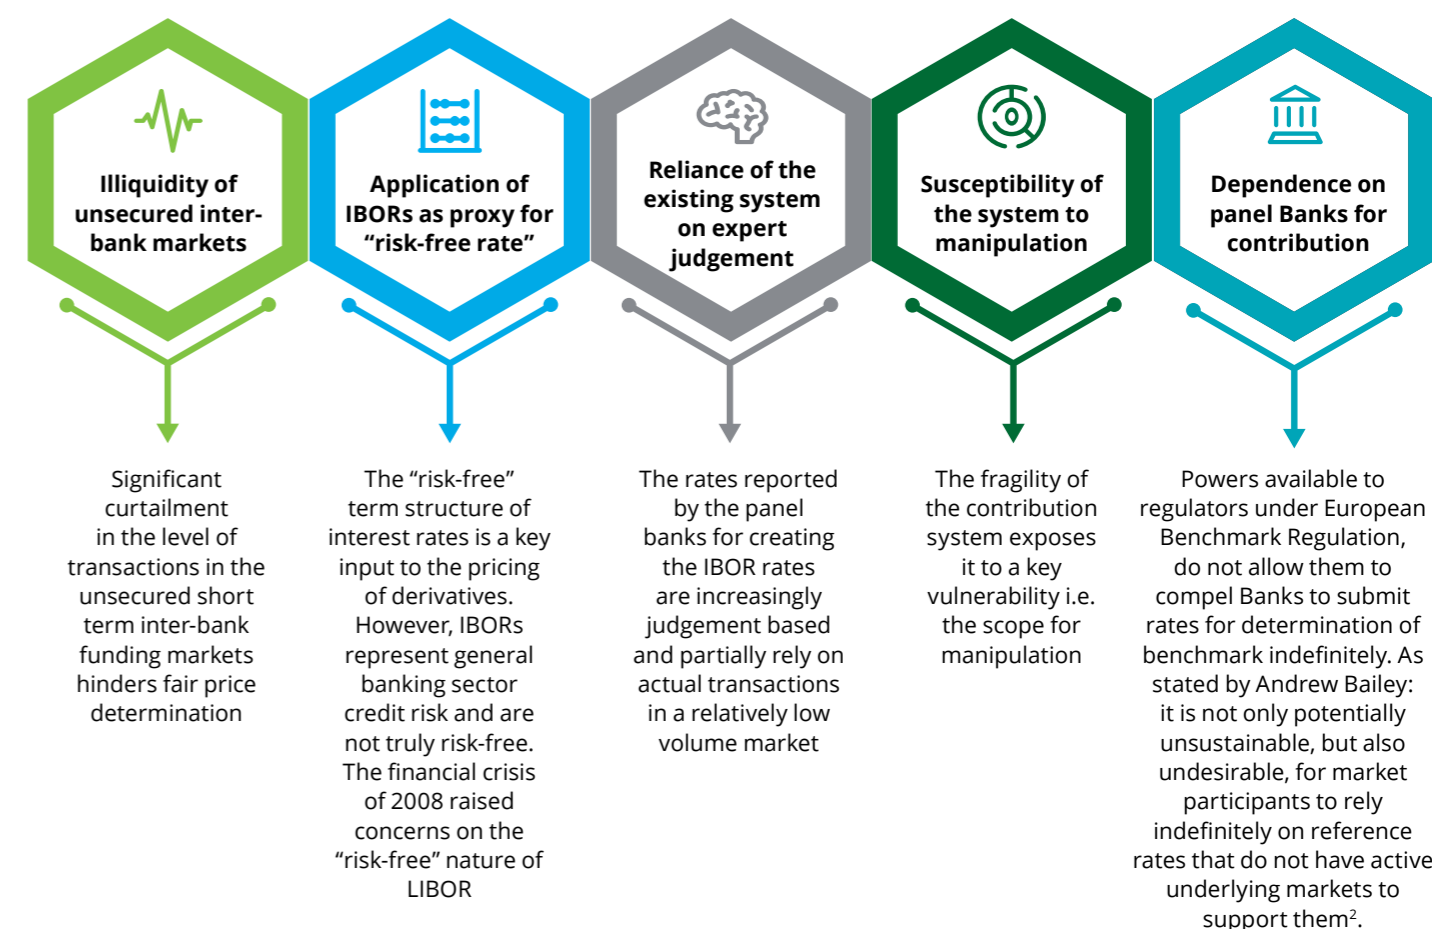 Illiquidity of
unsecured inter-
bank markets
Significant
curtailment
in the level of
transactions in the
unsecured short
term inter-bank
funding markets
hinders fair price
determination
Application of
IBORs as proxy for
“risk-free rate”
The “risk-free”
term structure of
interest rates is a key
input to the pricing
of derivatives.
However, IBORs
represent general
banking sector
credit risk and are
not truly risk-free.
The financial crisis
of 2008 raised
concerns on the
“risk-free” nature of
LIBOR
Reliance of the
existing system
on expert
judgement
The rates reported
by the panel
banks for creating
the IBOR rates
are increasingly
judgement based
and partially rely on
actual transactions
in a relatively low
volume market
Susceptibility of
the system to
manipulation
The fragility of
the contribution
system exposes
it to a key
vulnerability i.e.
the scope for
manipulation
Dependence on
panel Banks for
contribution
Powers available to
regulators under European
Benchmark Regulation,
do not allow them to
compel Banks to submit
rates for determination of
benchmark indefinitely. As
stated by Andrew Bailey:
it is not only potentially
unsustainable, but also
undesirable, for market
participants to rely
indefinitely on reference
rates that do not have active
underlying markets to
support them².